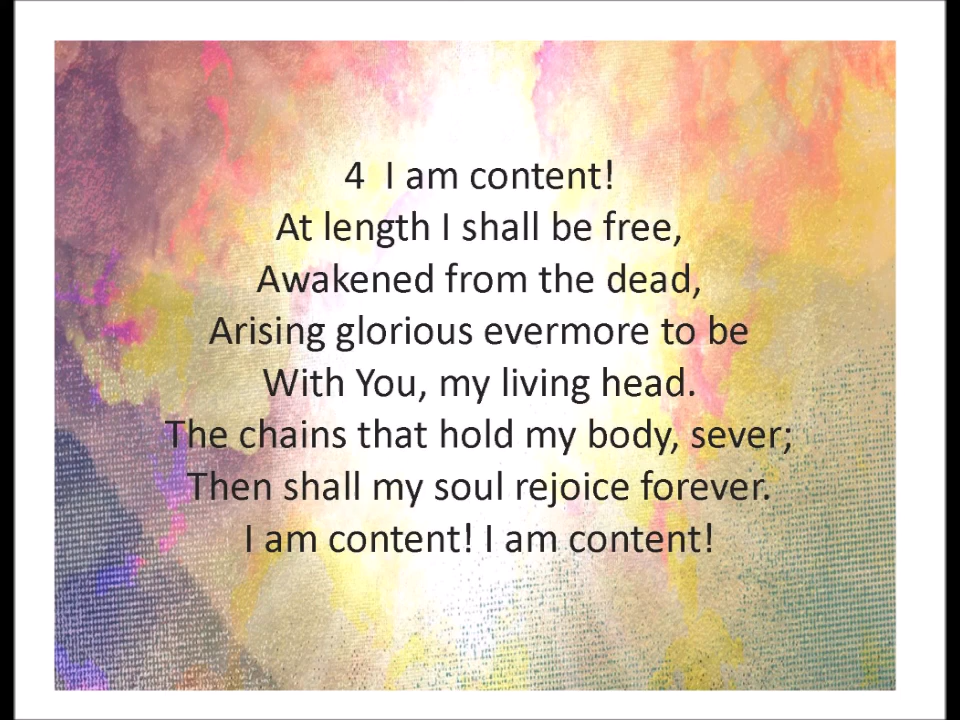 4  I am content!
At length I shall be free,
Awakened from the dead,
Arising glorious evermore to be
With You, my living head.
The chains that hold my body, sever;
Then shall my soul rejoice forever.
I am content! I am content!